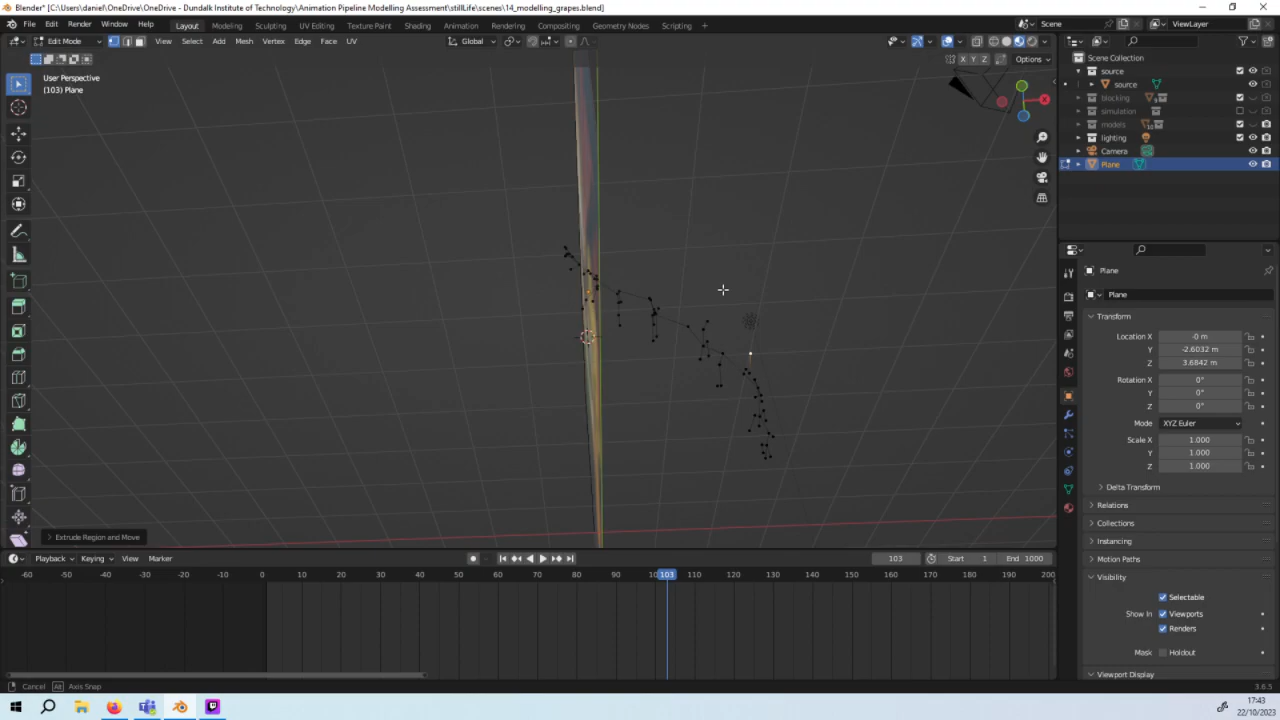 Blender* [C:\Users\daniel\OneDrive\OneDrive - Dundalk Institute of Technology\Animation Pipeline Modelling Assessment\stillLife\scenes\14_modelling_grapes.blend]
File Edit Render Window Help Layout Modeling Sculpting UV Editing Texture Paint Shading Animation Rendering Compositing Geometry Nodes Scripting + Scene ViewLayer
Edit Mode View Select Add Mesh Vertex Edge Face UV Global
X Y Z Options
User Perspective
(103) Plane
Extrude Region and Move
Scene Collection
source
source
blocking
simulation
models
lighting
Camera
Plane
Plane
Plane
Transform
Location X -0 m
Y -2.6032 m
Z 3.6842 m
Rotation X 0°
Y 0°
Z 0°
Mode XYZ Euler
Scale X 1.000
Y 1.000
Z 1.000
Delta Transform
Relations
Collections
Instancing
Motion Paths
Visibility
Selectable
Show In Viewports
Renders
Mask Holdout
Viewport Display
Playback Keying View Marker 103 Start 1 End 1000
-60 -50 -40 -30 -20 -10 0 10 20 30 40 50 60 70 80 90 103 110 120 130 140 150 160 170 180 190 200
Cancel Alt Axis Snap 3.6.5
17:43
22/10/2023